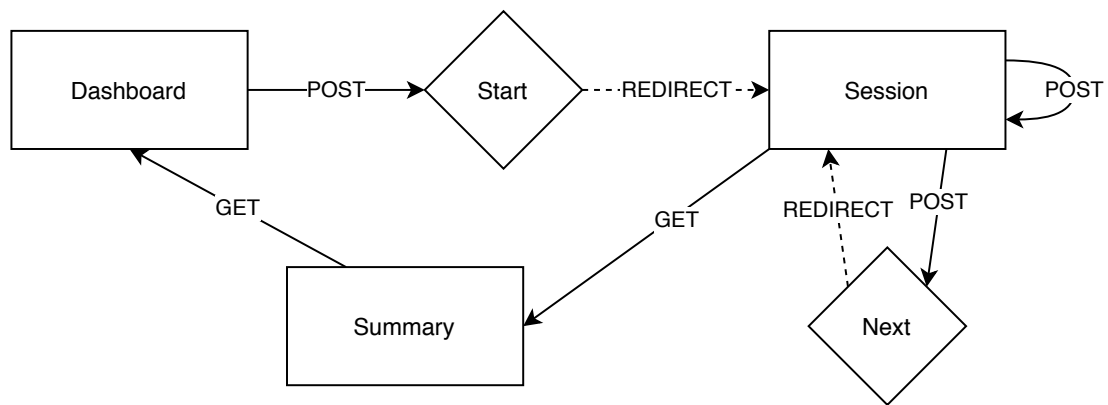 Dashboard
POST
Start
REDIRECT
Session
POST
GET
GET
REDIRECT
POST
Summary
Next